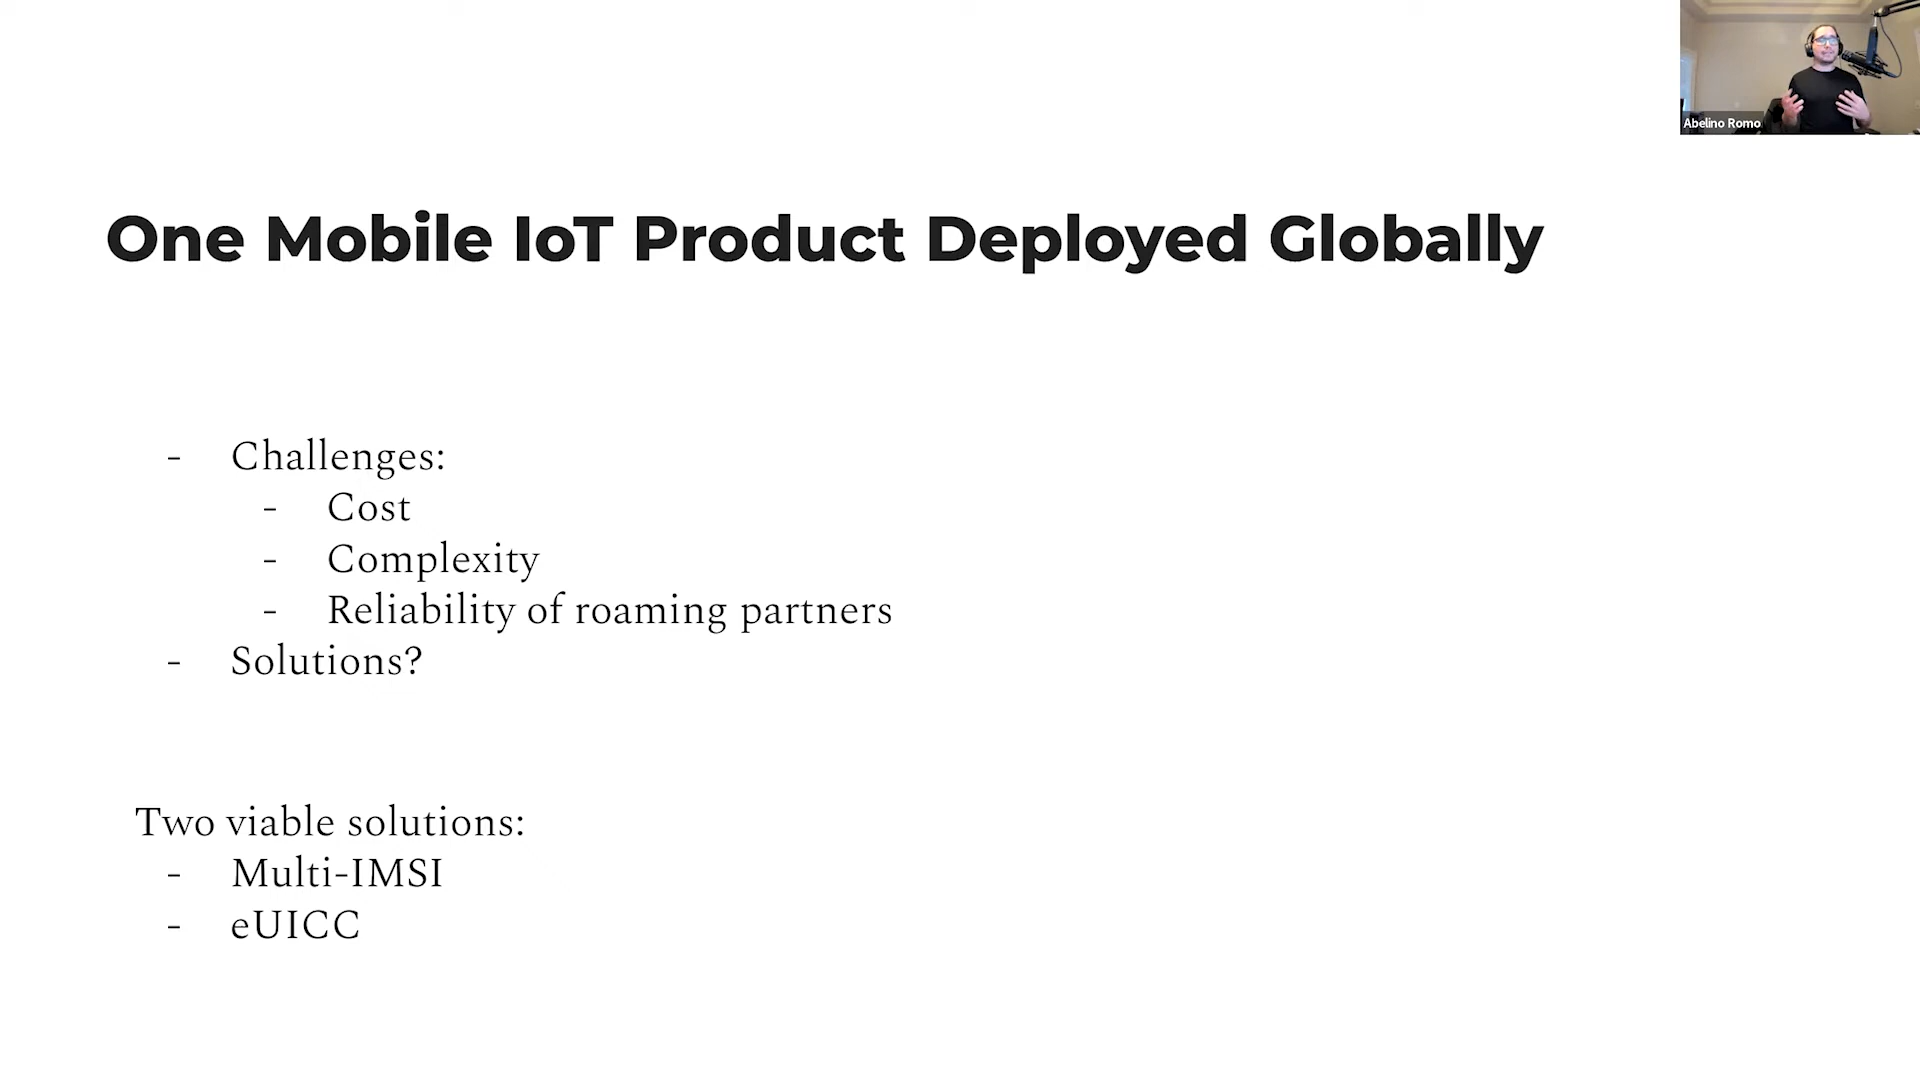 Abelino Romo
One Mobile IoT Product Deployed Globally
- Challenges:
- Cost
- Complexity
- Reliability of roaming partners
- Solutions?
Two viable solutions:
- Multi-IMSI
- eUICC